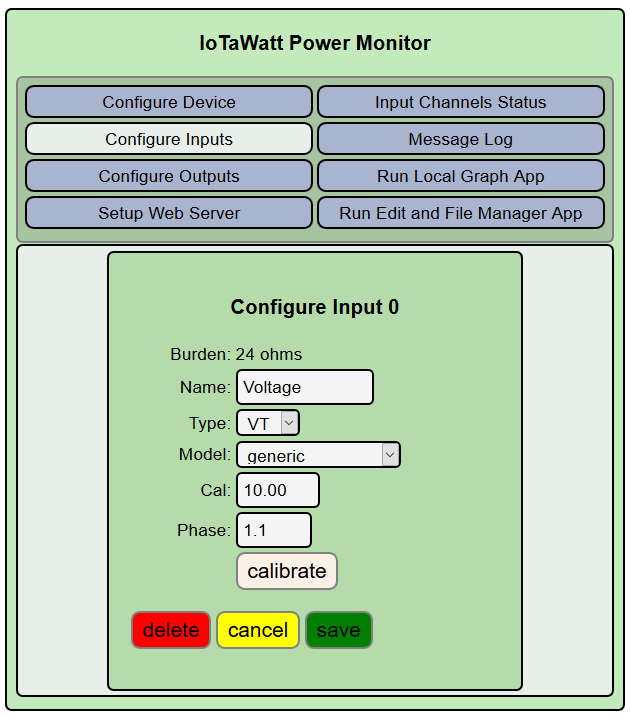 IoTaWatt Power Monitor
Configure Device
Input Channels Status
Configure Inputs
Message Log
Configure Outputs
Run Local Graph App
Setup Web Server
Run Edit and File Manager App
Configure Input 0
Burden: 24 ohms
Name: Voltage
Type: VT
Model: generic
Cal: 10.00
Phase: 1.1
calibrate
delete cancel save